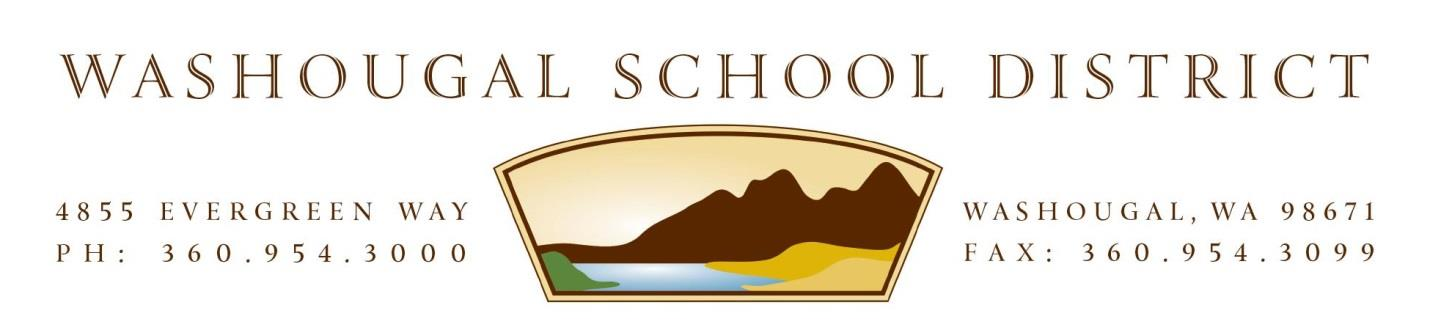 WASHOUGAL SCHOOL DISTRICT
4855 EVERGREEN WAY
PH: 360.954.3000
WASHOUGAL, WA 98671
FAX: 360.954.3099